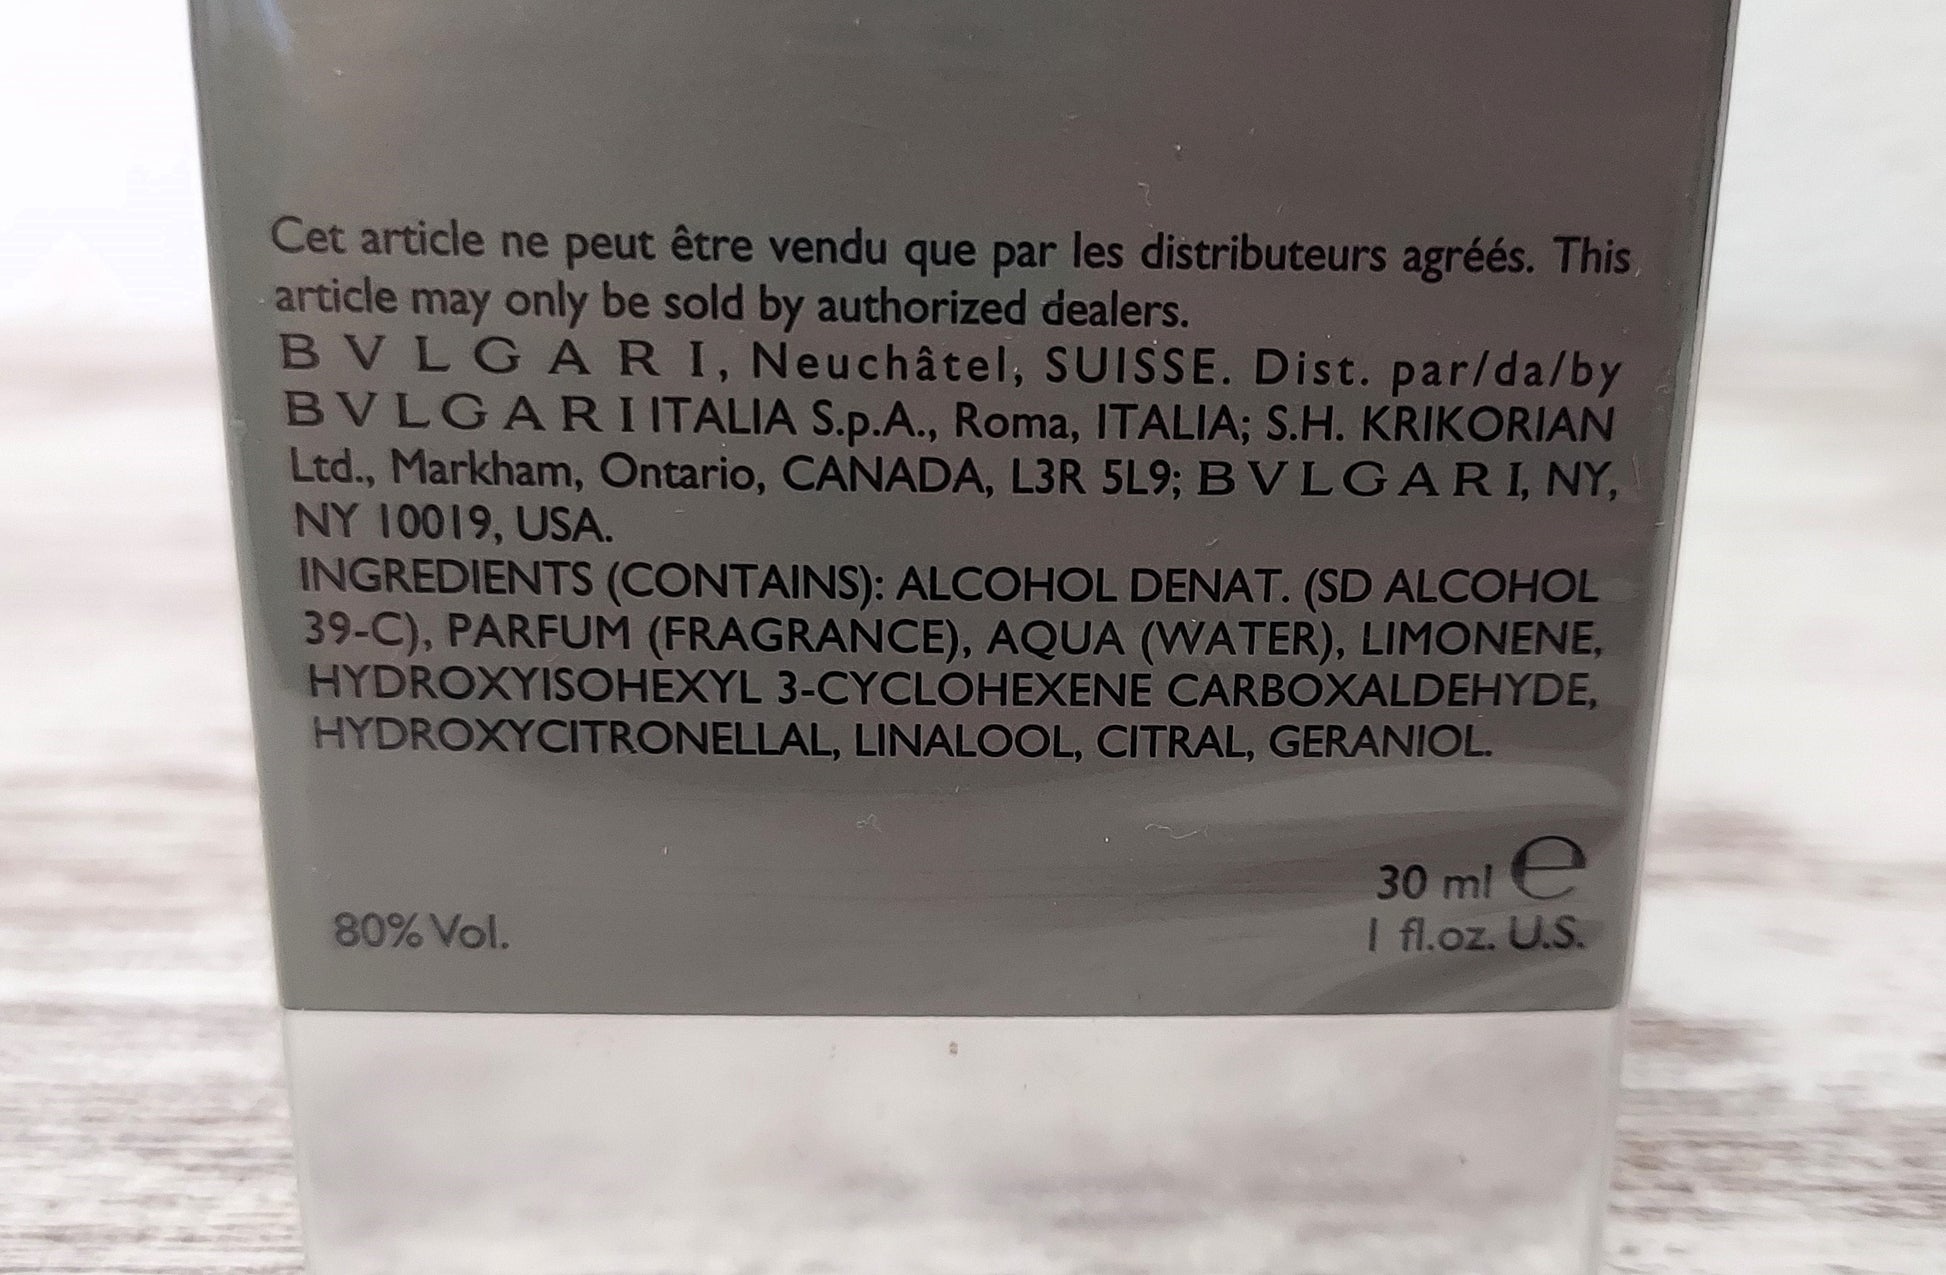 Cet article ne peut être vendu que par les distributeurs agréés. This
article may only be sold by authorized dealers.
BVLGARI, Neuchâtel, SUISSE. Dist. par/da/by
BVLGARI ITALIA S.p.A., Roma, ITALIA; S.H. KRIKORIAN
Ltd., Markham, Ontario, CANADA, L3R 5L9; BVLGARI, NY,
NY 10019, USA.
INGREDIENTS (CONTAINS): ALCOHOL DENAT. (SD ALCOHOL
39-C), PARFUM (FRAGRANCE), AQUA (WATER), LIMONENE,
HYDROXYISOHEXYL 3-CYCLOHEXENE CARBOXALDEHYDE,
HYDROXYCITRONELLAL, LINALOOL, CITRAL, GERANIOL.
30 ml e
80% Vol.
1 fl.oz. U.S.